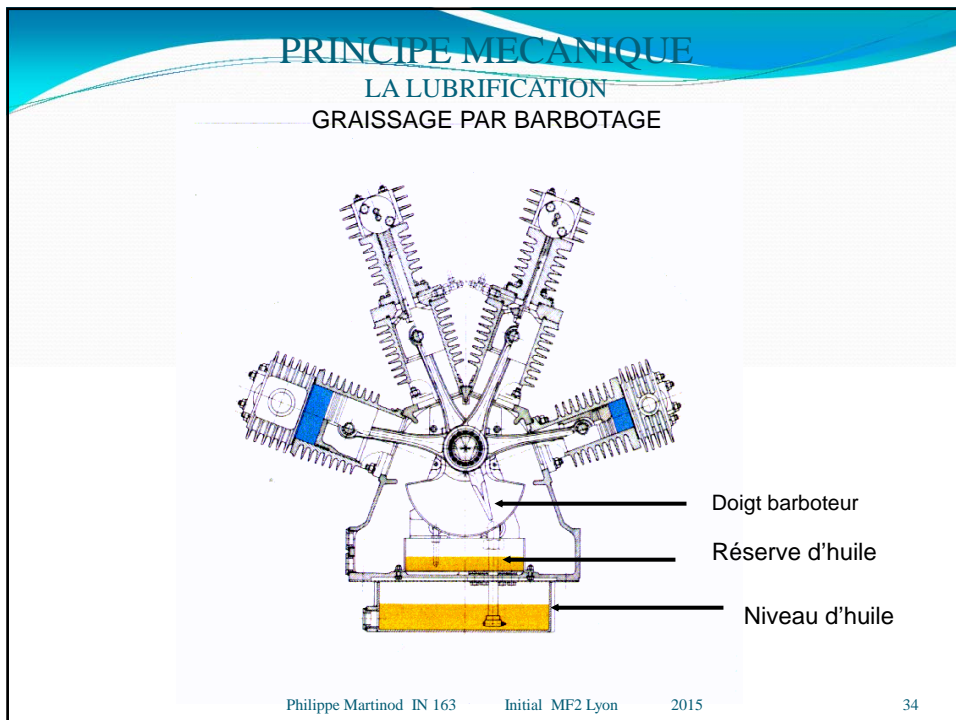 PRINCIPE MECANIQUE
LA LUBRIFICATION
GRAISSAGE PAR BARBOTAGE
Doigt barboteur
Réserve d’huile
Niveau d’huile
Philippe Martinod IN 163 Initial MF2 Lyon 2015 34